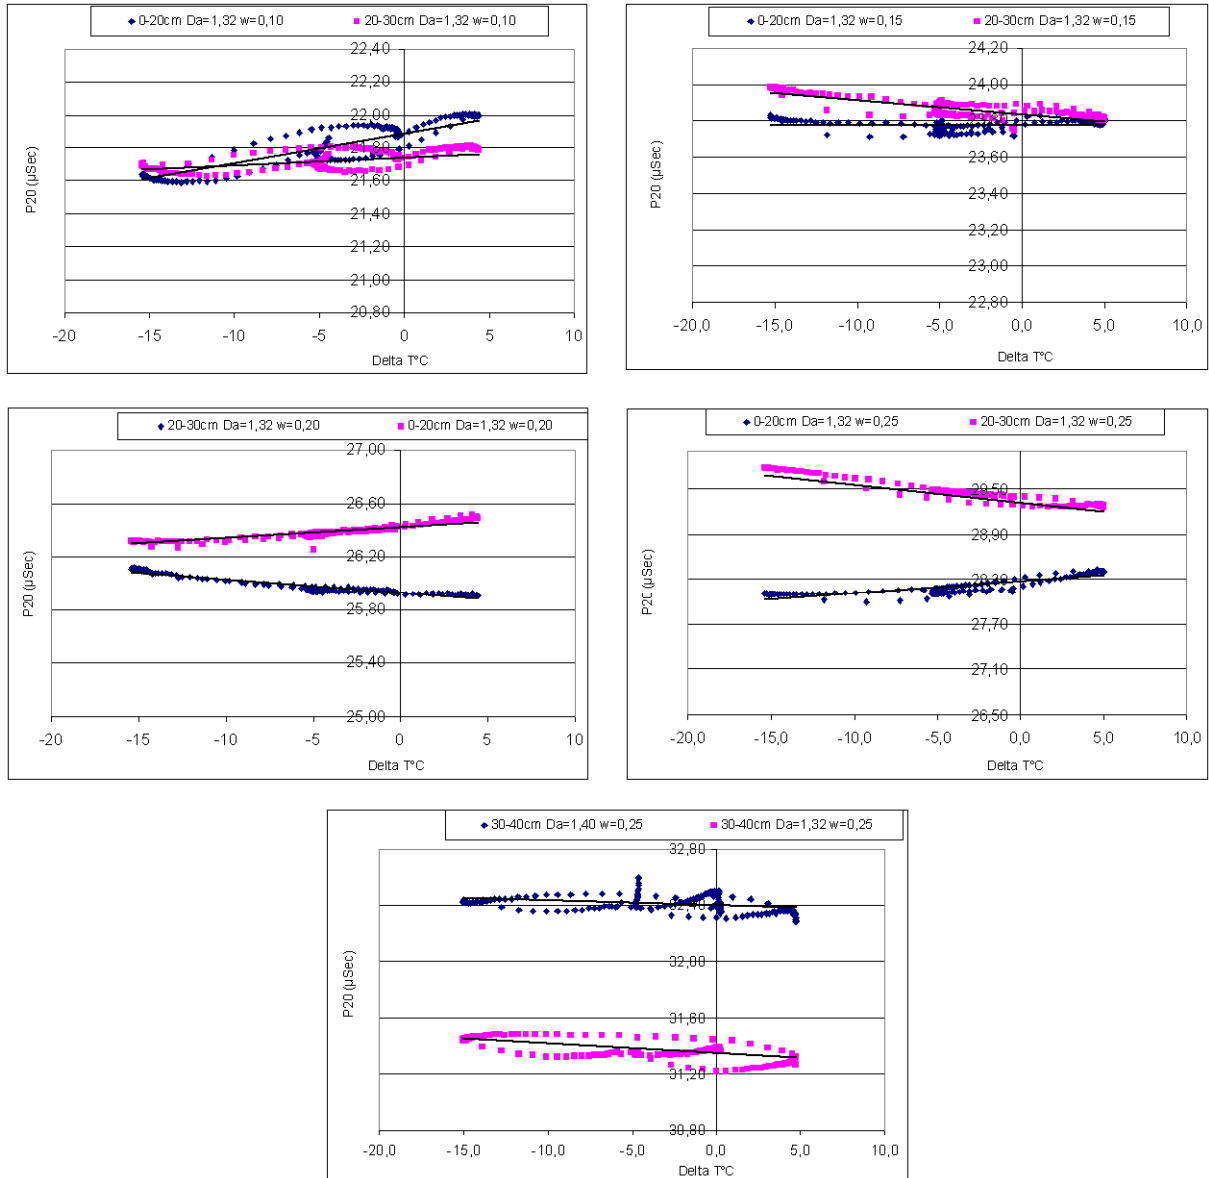 0-20cm Da=1,32 w=0,10 20-30cm Da=1,32 w=0,10
22,40
22,20
22,00
21,80
21,60
21,40
21,20
21,00
20,80
-20 -15 -10 -5 0 5 10
Delta T°C
P20 (µSec)
0-20cm Da=1,32 w=0,15 20-30cm Da=1,32 w=0,15
24,20
24,00
23,80
23,60
23,40
23,20
23,00
22,80
-20,0 -15,0 -10,0 -5,0 0,0 5,0 10,0
Delta T°C
P20 (µSec)
20-30cm Da=1,32 w=0,20 0-20cm Da=1,32 w=0,20
27,00
26,60
26,20
25,80
25,40
25,00
-20 -15 -10 -5 0 5 10
Delta T°C
P20 (µSec)
0-20cm Da=1,32 w=0,25 20-30cm Da=1,32 w=0,25
29,50
28,90
28,30
27,70
27,10
26,50
-20,0 -15,0 -10,0 -5,0 0,0 5,0 10,0
Delta T°C
P20 (µSec)
30-40cm Da=1,40 w=0,25 30-40cm Da=1,32 w=0,25
32,80
32,40
32,00
31,60
31,20
30,80
-20,0 -15,0 -10,0 -5,0 0,0 5,0 10,0
Delta T°C
P20 (µSec)